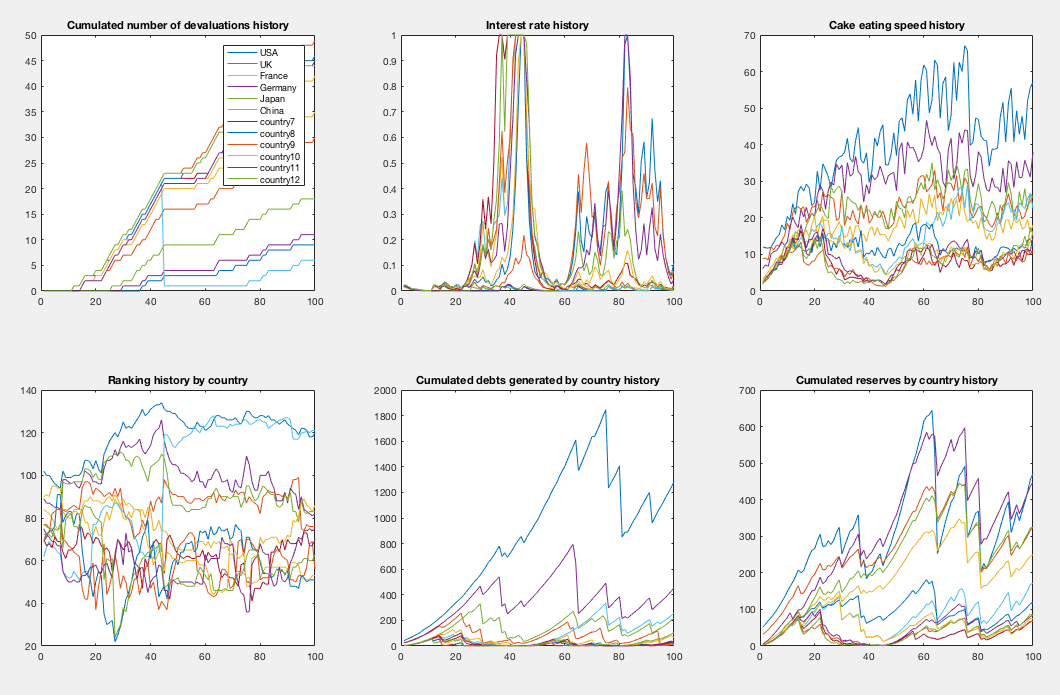 Cumulated number of devaluations history
Interest rate history
Cake eating speed history
50
45
40
35
30
25
20
15
10
5
0
0 20 40 60 80 100
USA
UK
France
Germany
Japan
China
country7
country8
country9
country10
country11
country12
1
0.9
0.8
0.7
0.6
0.5
0.4
0.3
0.2
0.1
0
0 20 40 60 80 100
70
60
50
40
30
20
10
0
0 20 40 60 80 100
Ranking history by country
Cumulated debts generated by country history
Cumulated reserves by country history
140
120
100
80
60
40
20
0 20 40 60 80 100
2000
1800
1600
1400
1200
1000
800
600
400
200
0
0 20 40 60 80 100
700
600
500
400
300
200
100
0
0 20 40 60 80 100